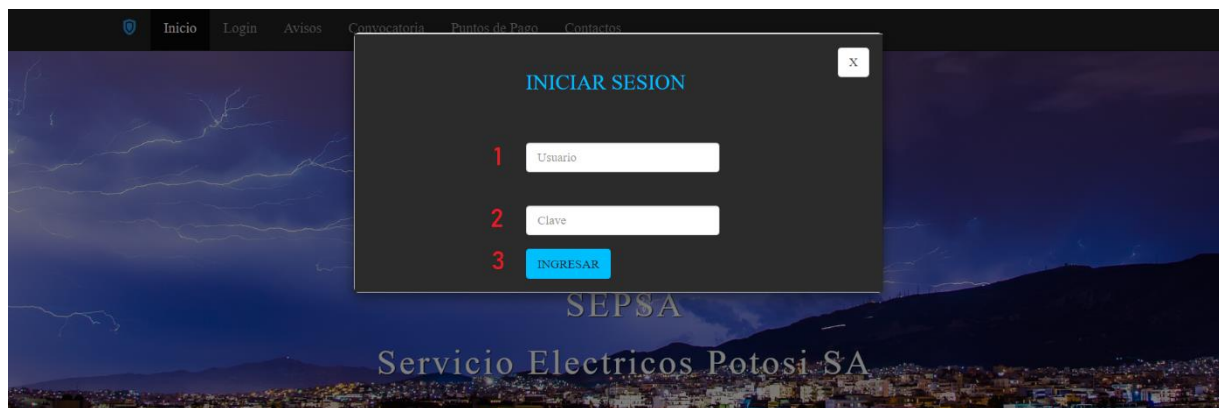 Inicio Login Avisos Convocatoria Puntos de Pago Contactos
X
INICIAR SESION
1 Usuario
2 Clave
3 INGRESAR
SEPSA
Servicio Electricos Potosi SA